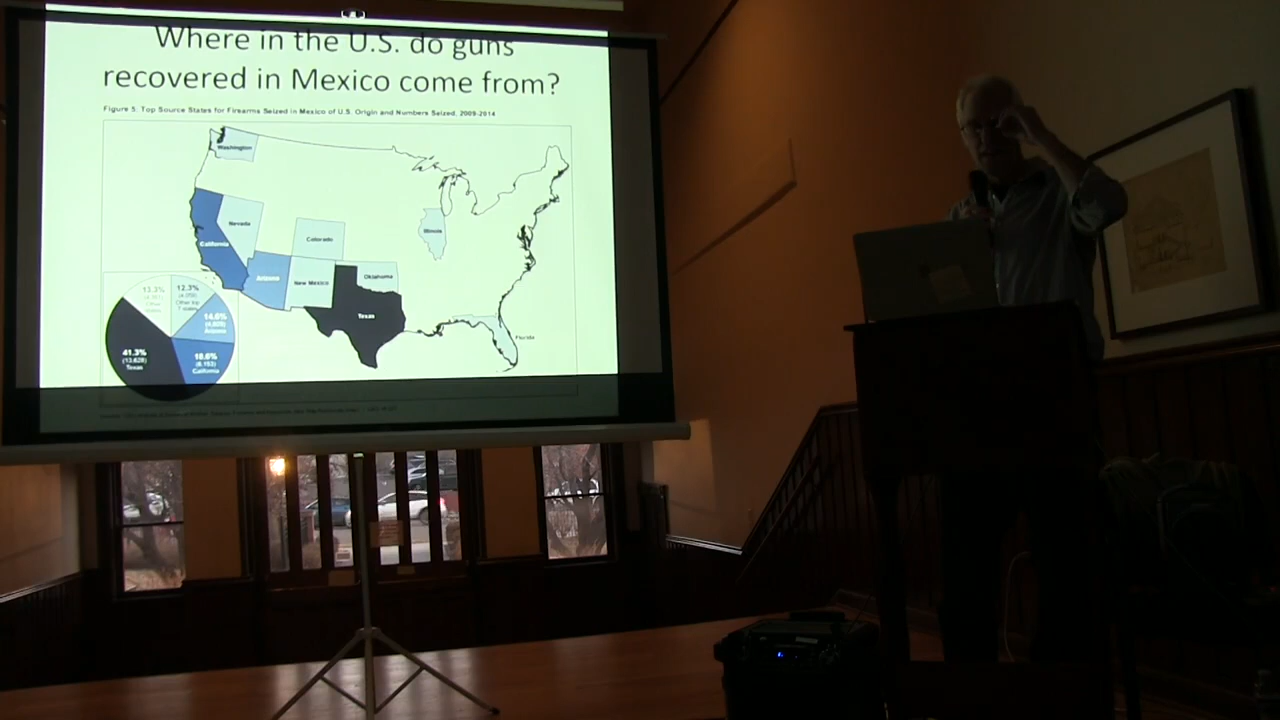 Where in the U.S. do guns
recovered in Mexico come from?
Figure 5: Top Source States for Firearms Seized in Mexico of U.S. Origin and Numbers Seized, 2009-2014
Washington
Nevada
California
Colorado
Illinois
Arizona
New Mexico
Oklahoma
Texas
Florida
13.3%
Other
states
12.3%
Other top
7 states
14.6%
Arizona
18.6%
California
41.3%
Texas